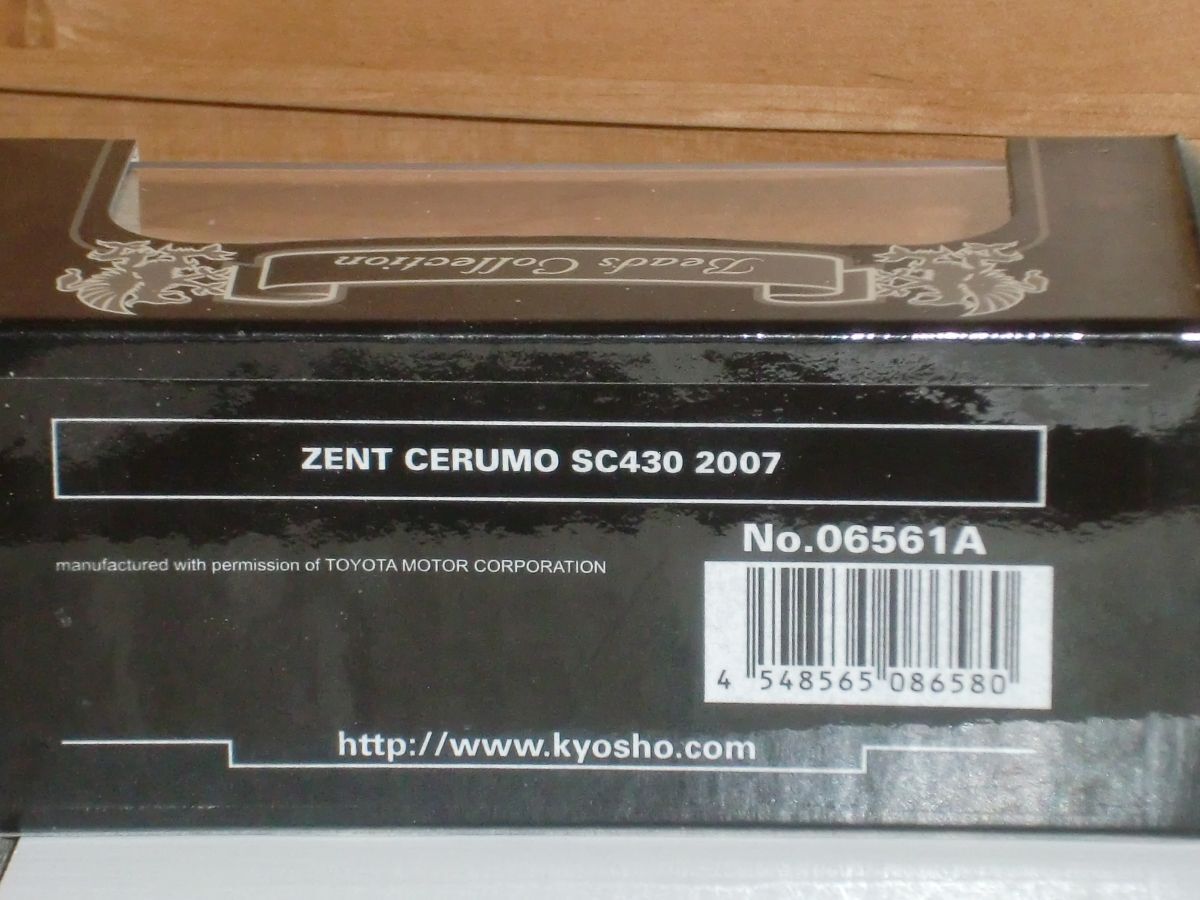 Beads Collection
ZENT CERUMO SC430 2007
No.06561A
manufactured with permission of TOYOTA MOTOR CORPORATION
4 548565 086580
http://www.kyosho.com